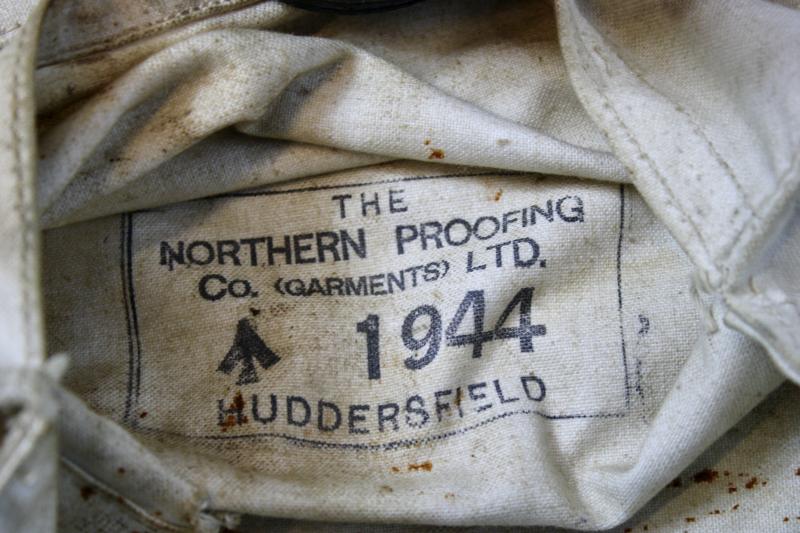 THE
NORTHERN PROOFING
CO. (GARMENTS) LTD.
1944
HUDDERSFIELD